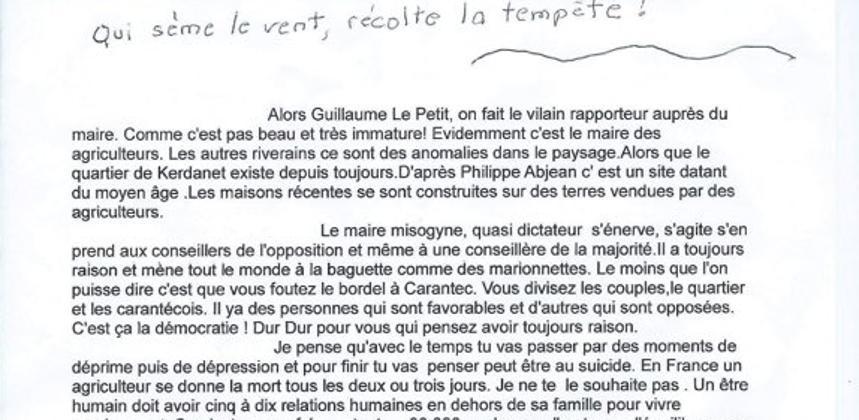 Qui sème le vent, récolte la tempête !
Alors Guillaume Le Petit, on fait le vilain rapporteur auprès du
maire. Comme c'est pas beau et très immature! Evidemment c'est le maire des
agriculteurs. Les autres riverains ce sont des anomalies dans le paysage.Alors que le
quartier de Kerdanet existe depuis toujours.D'après Philippe Abjean c' est un site datant
du moyen âge .Les maisons récentes se sont construites sur des terres vendues par des
agriculteurs.
Le maire misogyne, quasi dictateur s'énerve, s'agite s'en
prend aux conseillers de l'opposition et même à une conseillère de la majorité.Il a toujours
raison et mène tout le monde à la baguette comme des marionnettes. Le moins que l'on
puisse dire c'est que vous foutez le bordel à Carantec. Vous divisez les couples,le quartier
et les carantécois. Il ya des personnes qui sont favorables et d'autres qui sont opposées.
C'est ça la démocratie ! Dur Dur pour vous qui pensez avoir toujours raison.
Je pense qu'avec le temps tu vas passer par des moments de
déprime puis de dépression et pour finir tu vas penser peut être au suicide. En France un
agriculteur se donne la mort tous les deux ou trois jours. Je ne te le souhaite pas . Un être
humain doit avoir cinq à dix relations humaines en dehors de sa famille pour vivre